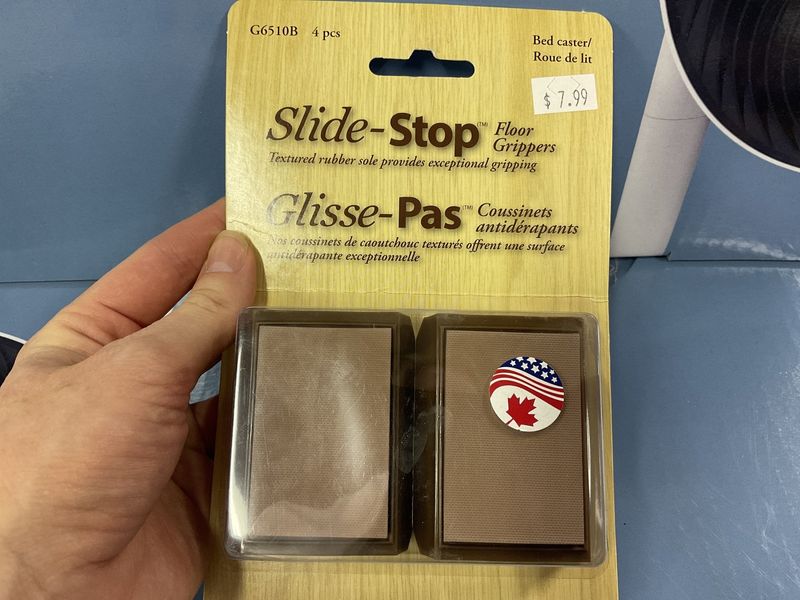 G6510B 4 pcs
Bed caster/
Roue de lit
$ 7.99
Slide-Stop™ Floor
Grippers
Textured rubber sole provides exceptional gripping
Glisse-Pas™ Coussinets
antidérapants
Nos coussinets de caoutchouc texturés offrent une surface
antidérapante exceptionnelle